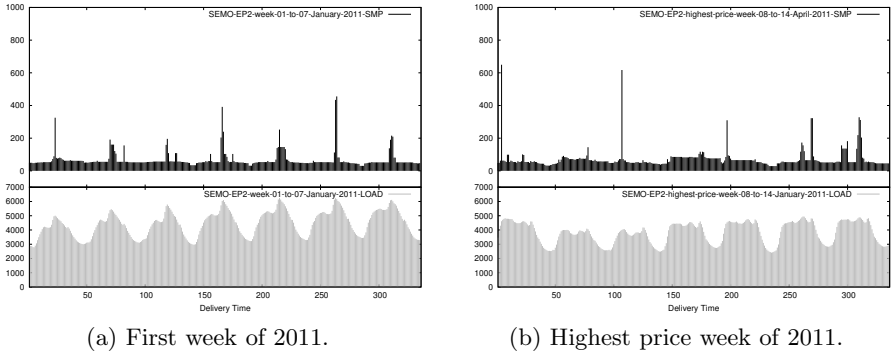 1000
SEMO-EP2-week-01-to-07-January-2011-SMP
800
600
400
200
0
7000
SEMO-EP2-week-01-to-07-January-2011-LOAD
6000
5000
4000
3000
2000
1000
0
50 100 150 200 250 300
Delivery Time
(a) First week of 2011.
1000
SEMO-EP2-highest-price-week-08-to-14-April-2011-SMP
800
600
400
200
0
7000
SEMO-EP2-highest-price-week-08-to-14-January-2011-LOAD
6000
5000
4000
3000
2000
1000
0
50 100 150 200 250 300
Delivery Time
(b) Highest price week of 2011.